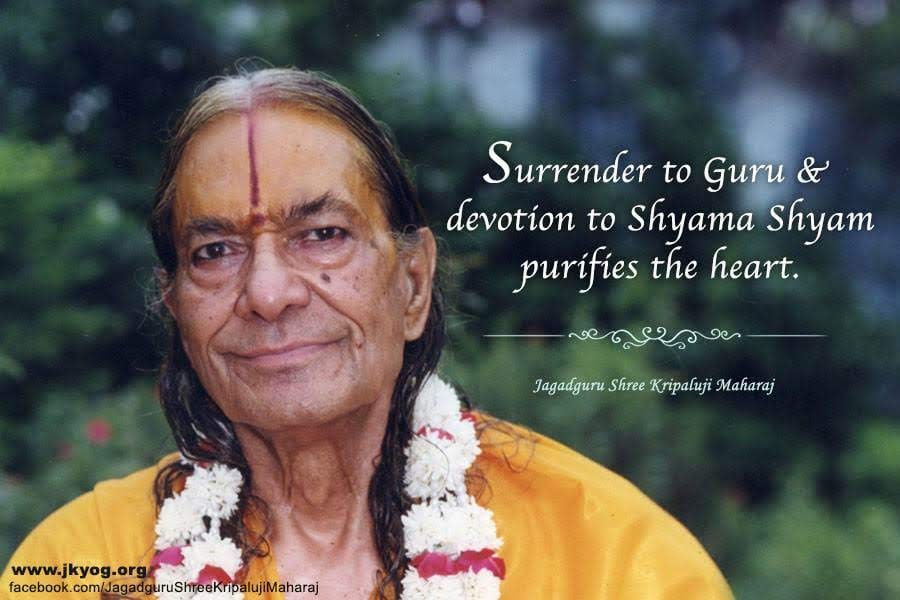 Surrender to Guru &
devotion to Shyama Shyam
purifies the heart.
Jagadguru Shree Kripaluji Maharaj
www.jkyog.org
facebook.com/JagadguruShreeKripalujiMaharaj